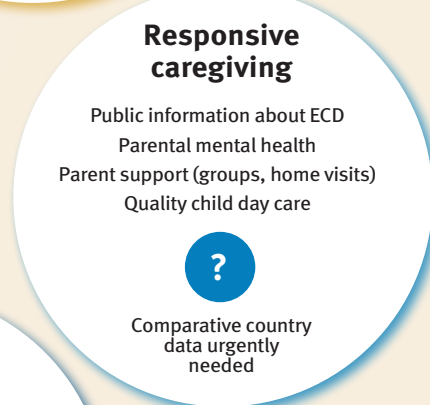 Responsive
caregiving
Public information about ECD
Parental mental health
Parent support (groups, home visits)
Quality child day care
?
Comparative country
data urgently
needed